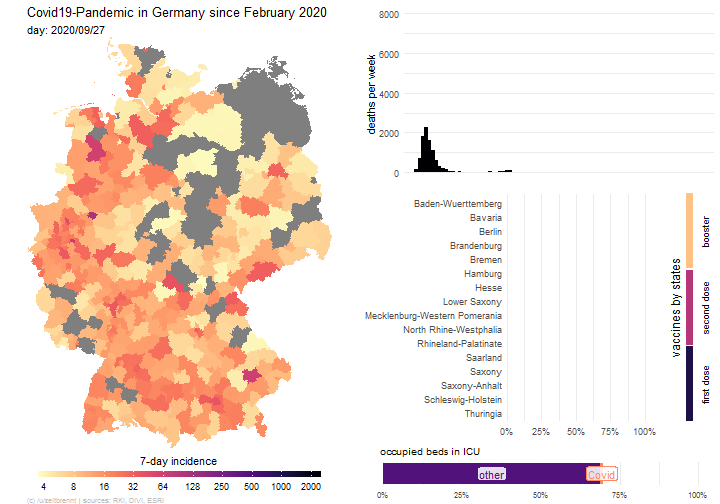 Covid19-Pandemic in Germany since February 2020
day: 2020/09/27
7-day incidence
4 8 16 32 64 128 250 500 1000 2000
(c) /u/zeitbrennt | sources: RKI, DIVI, ESRI
deaths per week
8000
6000
4000
2000
0
Baden-Wuerttemberg
Bavaria
Berlin
Brandenburg
Bremen
Hamburg
Hesse
Lower Saxony
Mecklenburg-Western Pomerania
North Rhine-Westphalia
Rhineland-Palatinate
Saarland
Saxony
Saxony-Anhalt
Schleswig-Holstein
Thuringia
0% 25% 50% 75% 100%
vaccines by states
booster
second dose
first dose
occupied beds in ICU
other Covid
0% 25% 50% 75% 100%